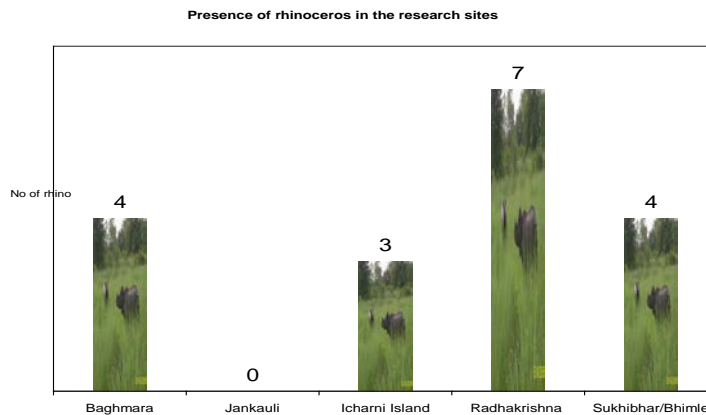 Presence of rhinoceros in the research sites
No of rhino
4
0
3
7
4
Baghmara
Jankauli
Icharni Island
Radhakrishna
Sukhibhar/Bhimle